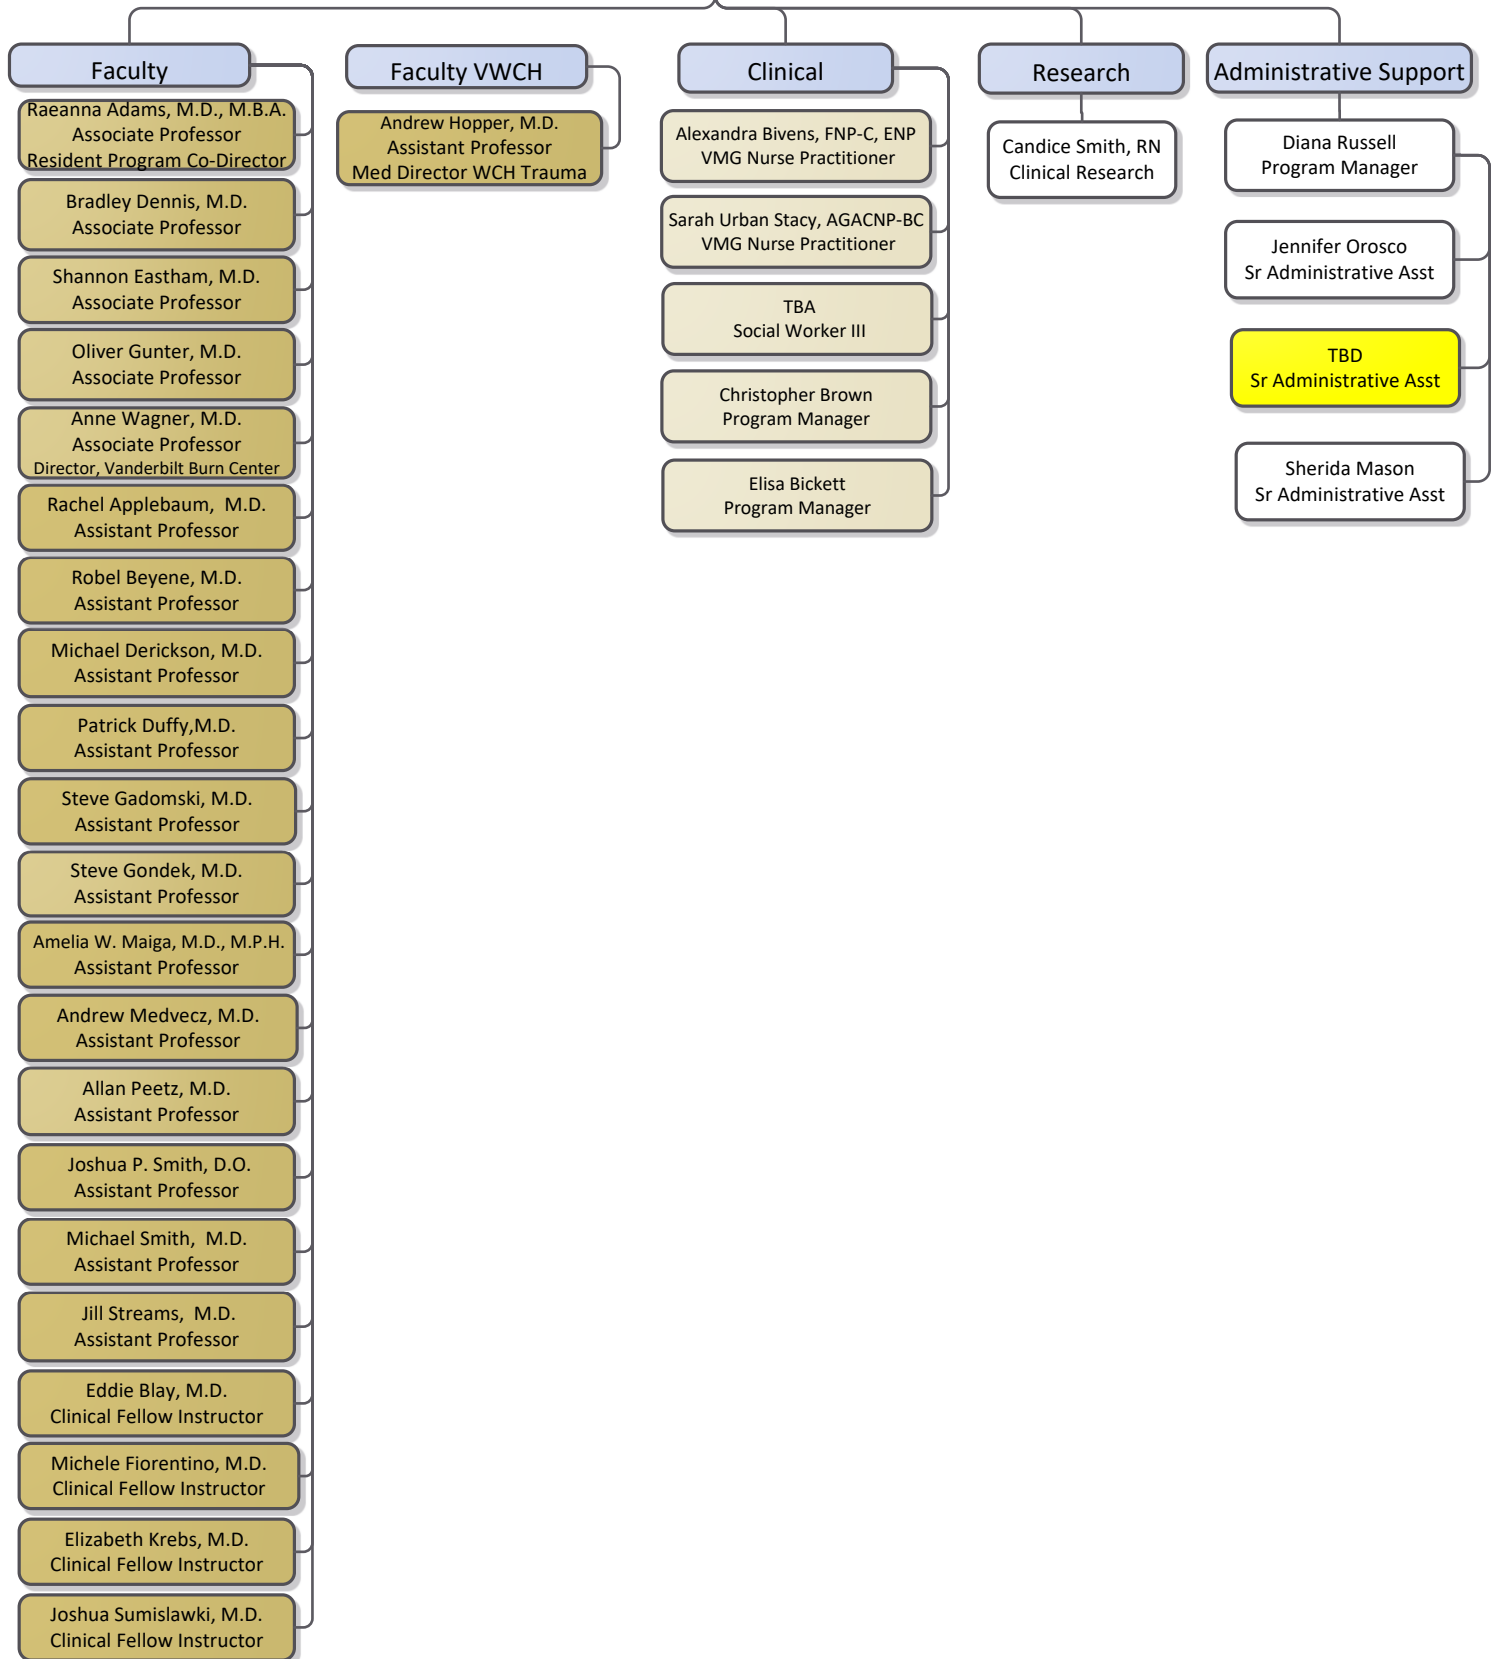 Faculty
Raeanna Adams, M.D., M.B.A.
Associate Professor
Resident Program Co-Director
Bradley Dennis, M.D.
Associate Professor
Shannon Eastham, M.D.
Associate Professor
Oliver Gunter, M.D.
Associate Professor
Anne Wagner, M.D.
Associate Professor
Director, Vanderbilt Burn Center
Rachel Applebaum,  M.D.
Assistant Professor
Robel Beyene, M.D.
Assistant Professor
Michael Derickson, M.D.
Assistant Professor
Patrick Duffy,M.D.
Assistant Professor
Steve Gadomski, M.D.
Assistant Professor
Steve Gondek, M.D.
Assistant Professor
Amelia W. Maiga, M.D., M.P.H.
Assistant Professor
Andrew Medvecz, M.D.
Assistant Professor
Allan Peetz, M.D.
Assistant Professor
Joshua P. Smith, D.O.
Assistant Professor
Michael Smith,  M.D.
Assistant Professor
Jill Streams,  M.D.
Assistant Professor
Eddie Blay, M.D.
Clinical Fellow Instructor
Michele Fiorentino, M.D.
Clinical Fellow Instructor
Elizabeth Krebs, M.D.
Clinical Fellow Instructor
Joshua Sumislawki, M.D.
Clinical Fellow Instructor
Faculty VWCH
Andrew Hopper, M.D.
Assistant Professor
Med Director WCH Trauma
Clinical
Alexandra Bivens, FNP-C, ENP
VMG Nurse Practitioner
Sarah Urban Stacy, AGACNP-BC
VMG Nurse Practitioner
TBA
Social Worker III
Christopher Brown
Program Manager
Elisa Bickett
Program Manager
Research
Candice Smith, RN
Clinical Research
Administrative Support
Diana Russell
Program Manager
Jennifer Orosco
Sr Administrative Asst
TBD
Sr Administrative Asst
Sherida Mason
Sr Administrative Asst